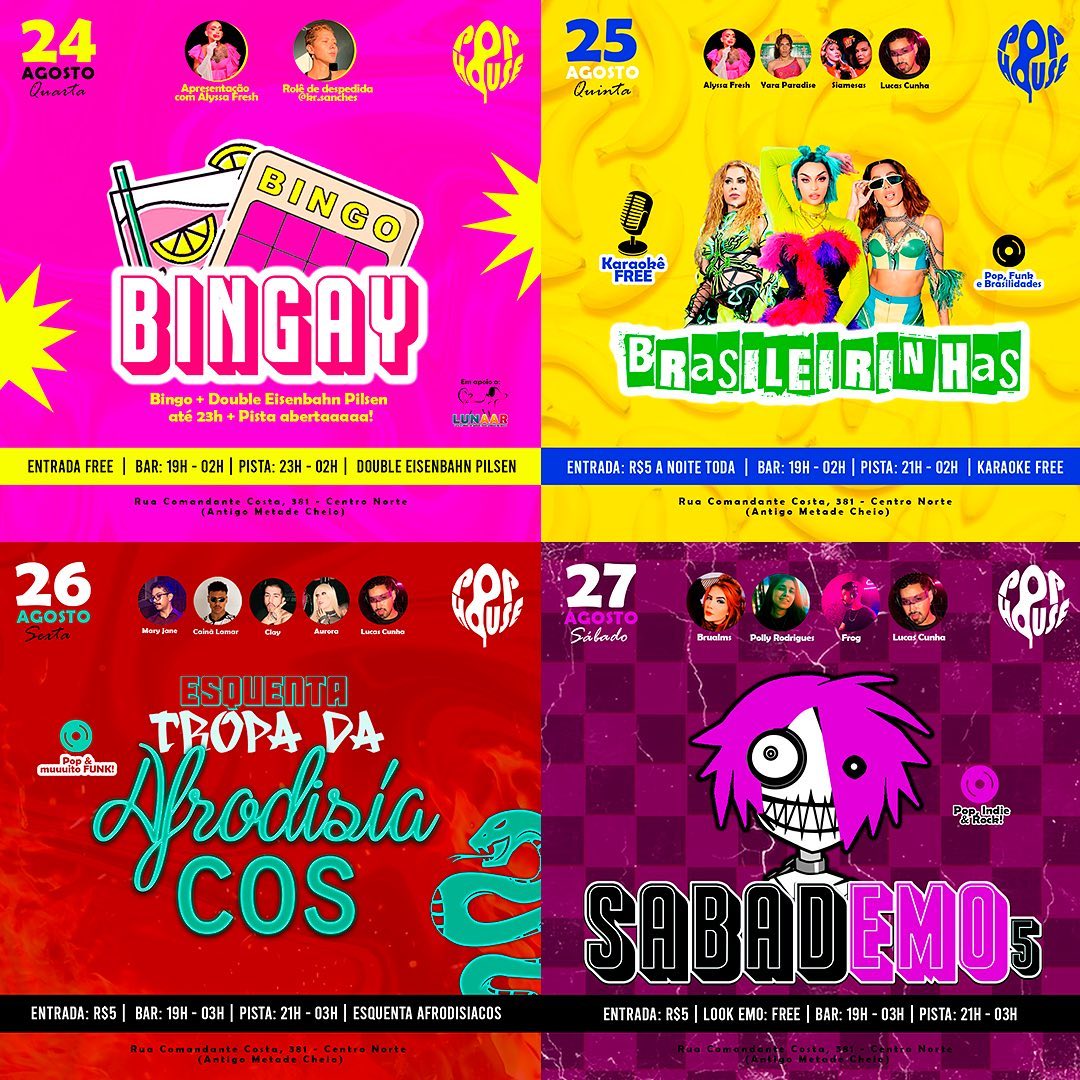 24
AGOSTO
Quarta
Apresentação
com Alyssa Fresh
Rolê de despedida
@kr.sanches
POP
HOUSE
BINGO
BINGAY
Bingo + Double Eisenbahn Pilsen
até 23h + Pista abertaaaaa!
Em apoio a:
LUNAAR
ENTRADA FREE | BAR: 19H - 02H | PISTA: 23H - 02H | DOUBLE EISENBAHN PILSEN
Rua Comandante Costa, 381 - Centro Norte
(Antigo Metade Cheio)
25
AGOSTO
Quinta
Alyssa Fresh
Yara Paradise
Siamesas
Lucas Cunha
POP
HOUSE
Karaokê
FREE
Pop, Funk
e Brasilidades
BRaSILEIRINHaS
ENTRADA: R$5 A NOITE TODA | BAR: 19H - 02H | PISTA: 21H - 02H | KARAOKE FREE
Rua Comandante Costa, 381 - Centro Norte
(Antigo Metade Cheio)
26
AGOSTO
Sexta
Mary Jane
Cainã Lamar
Clay
Aurora
Lucas Cunha
POP
HOUSE
ESQUENTA
TROPA DA
Pop &
muuuito FUNK!
Afrodisía
COS
ENTRADA: R$5 | BAR: 19H - 03H | PISTA: 21H - 03H | ESQUENTA AFRODISIACOS
Rua Comandante Costa, 381 - Centro Norte
(Antigo Metade Cheio)
27
AGOSTO
Sábado
Brualms
Polly Rodrigues
Frog
Lucas Cunha
POP
HOUSE
Pop, Indie
& Rock!
SABADEMO 5
ENTRADA: R$5 | LOOK EMO: FREE | BAR: 19H - 03H | PISTA: 21H - 03H
Rua Comandante Costa, 381 - Centro Norte
(Antigo Metade Cheio)